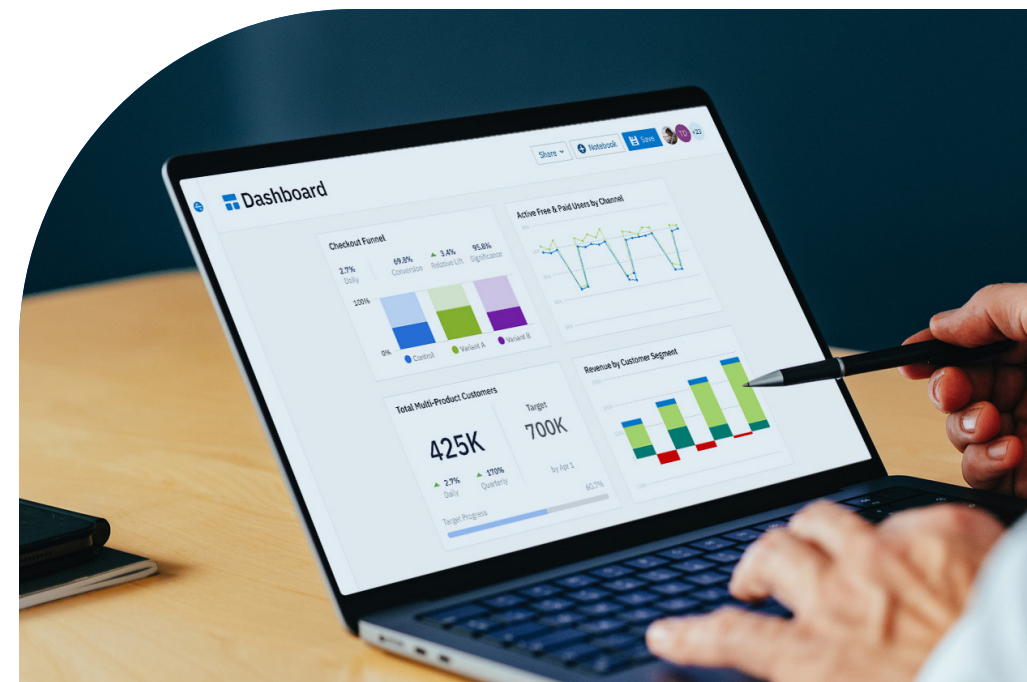 Dashboard
Share
Notebook
Save
TD
+23
Checkout Funnel
2.7%
Daily
69.8%
Conversion
3.4%
Relative Lift
95.8%
Significance
100%
0%
Control
Variant A
Variant B
Active Free & Paid Users by Channel
Total Multi-Product Customers
425K
2.7%
Daily
170%
Quarterly
Target
700K
by Apr 1
Target Progress
60.7%
Revenue by Customer Segment